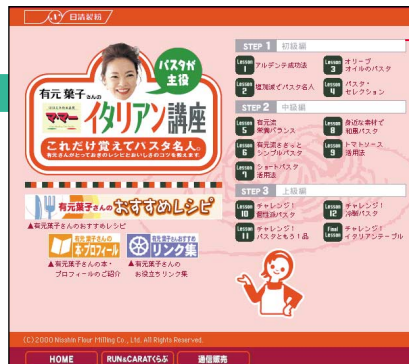 日清製粉
パスタが
主役
有元 葉子さんの
マ・マー
イタリアン講座
これだけ覚えてパスタ名人。
有元さんがとっておきのレシピとおいしさのコツを教えます。
有元葉子さんのおすすめレシピ
▲有元葉子さんのおすすめレシピ
有元 葉子さんの
本・プロフィール
有元 葉子さんおすすめ
リンク集
▲有元葉子さんの本・
プロフィールのご紹介
▲有元葉子さんの
お役立ちリンク集
STEP 1 初級編
Lesson 1 アルデンテ成功法
Lesson 2 塩加減でパスタ名人
Lesson 3 オリーブ
オイルのパスタ
Lesson 4 パスタ・
セレクション
STEP 2 中級編
Lesson 5 有元流
栄養バランス
Lesson 6 有元流ささっと
シンプルパスタ
Lesson 7 ショートパスタ
活用法
Lesson 8 身近な素材で
和風パスタ
Lesson 9 トマトソース
活用法
STEP 3 上級編
Lesson 10 チャレンジ!
個性派パスタ
Lesson 11 チャレンジ!
パスタともう1品
Lesson 12 チャレンジ!
冷製パスタ
Final Lesson チャレンジ!
イタリアンテーブル
(C)2000 Nisshin Flour Milling Co., Ltd. All Rights Reserved.
HOME
RUN&CARATくらぶ
通信販売